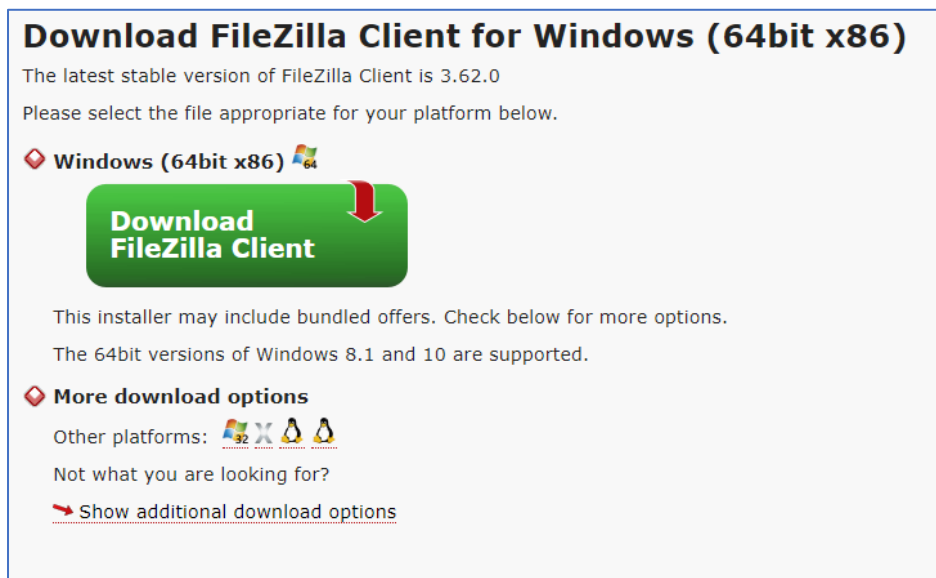 Download FileZilla Client for Windows (64bit x86)
The latest stable version of FileZilla Client is 3.62.0
Please select the file appropriate for your platform below.
Windows (64bit x86) 64
Download
FileZilla Client
This installer may include bundled offers. Check below for more options.
The 64bit versions of Windows 8.1 and 10 are supported.
More download options
Other platforms: 32
Not what you are looking for?
Show additional download options